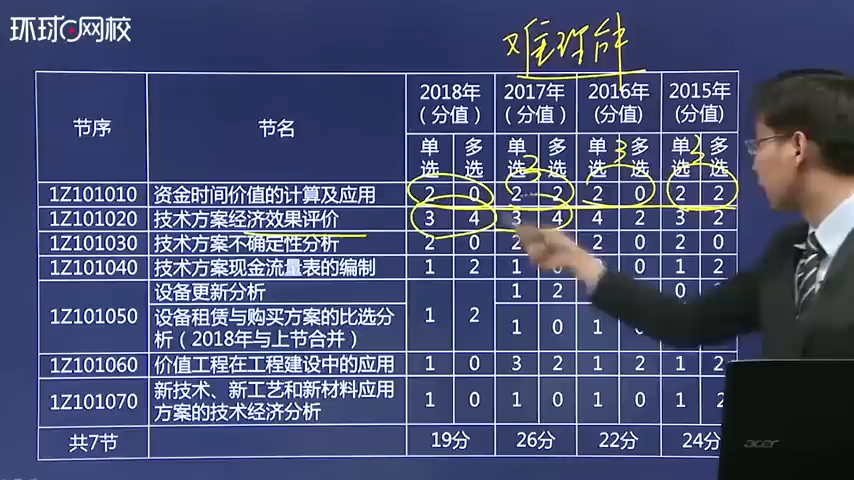 环球网校
难理解
节序 节名 2018年（分值） 2017年（分值） 2016年(分值) 2015年(分值)
单选 多选 单选 多选 单选 多选 单选 多选
3 3 3
1Z101010 资金时间价值的计算及应用 2 0 2 2 2 0 2 2
1Z101020 技术方案经济效果评价 3 4 3 4 4 2 3 2
1Z101030 技术方案不确定性分析 2 0 2 2 0 2 0
1Z101040 技术方案现金流量表的编制 1 2 1 0 0 1 2
设备更新分析 1 2 0
1Z101050 1 2
设备租赁与购买方案的比选分
析（2018年与上节合并） 1 0 1
1Z101060 价值工程在工程建设中的应用 1 0 3 2 1 2 1 2
1Z101070 新技术、新工艺和新材料应用
方案的技术经济分析 1 0 1 0 1 0 1 2
共7节 19分 26分 22分 24分
acer